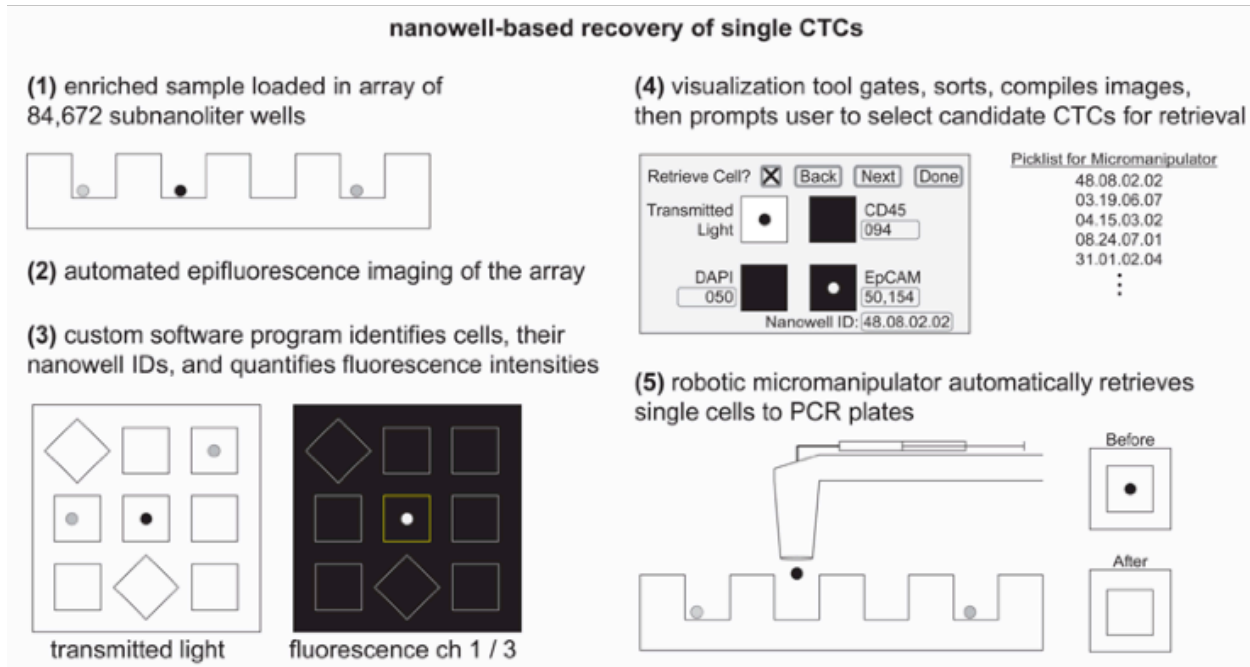 nanowell-based recovery of single CTCs
(1) enriched sample loaded in array of
84,672 subnanoliter wells
(2) automated epifluorescence imaging of the array
(3) custom software program identifies cells, their
nanowell IDs, and quantifies fluorescence intensities
transmitted light
fluorescence ch 1 / 3
(4) visualization tool gates, sorts, compiles images,
then prompts user to select candidate CTCs for retrieval
Retrieve Cell? Back Next Done
Transmitted
Light
CD45
094
DAPI
050
EpCAM
50,154
Nanowell ID: 48.08.02.02
Picklist for Micromanipulator
48.08.02.02
03.19.06.07
04.15.03.02
08.24.07.01
31.01.02.04
(5) robotic micromanipulator automatically retrieves
single cells to PCR plates
Before
After